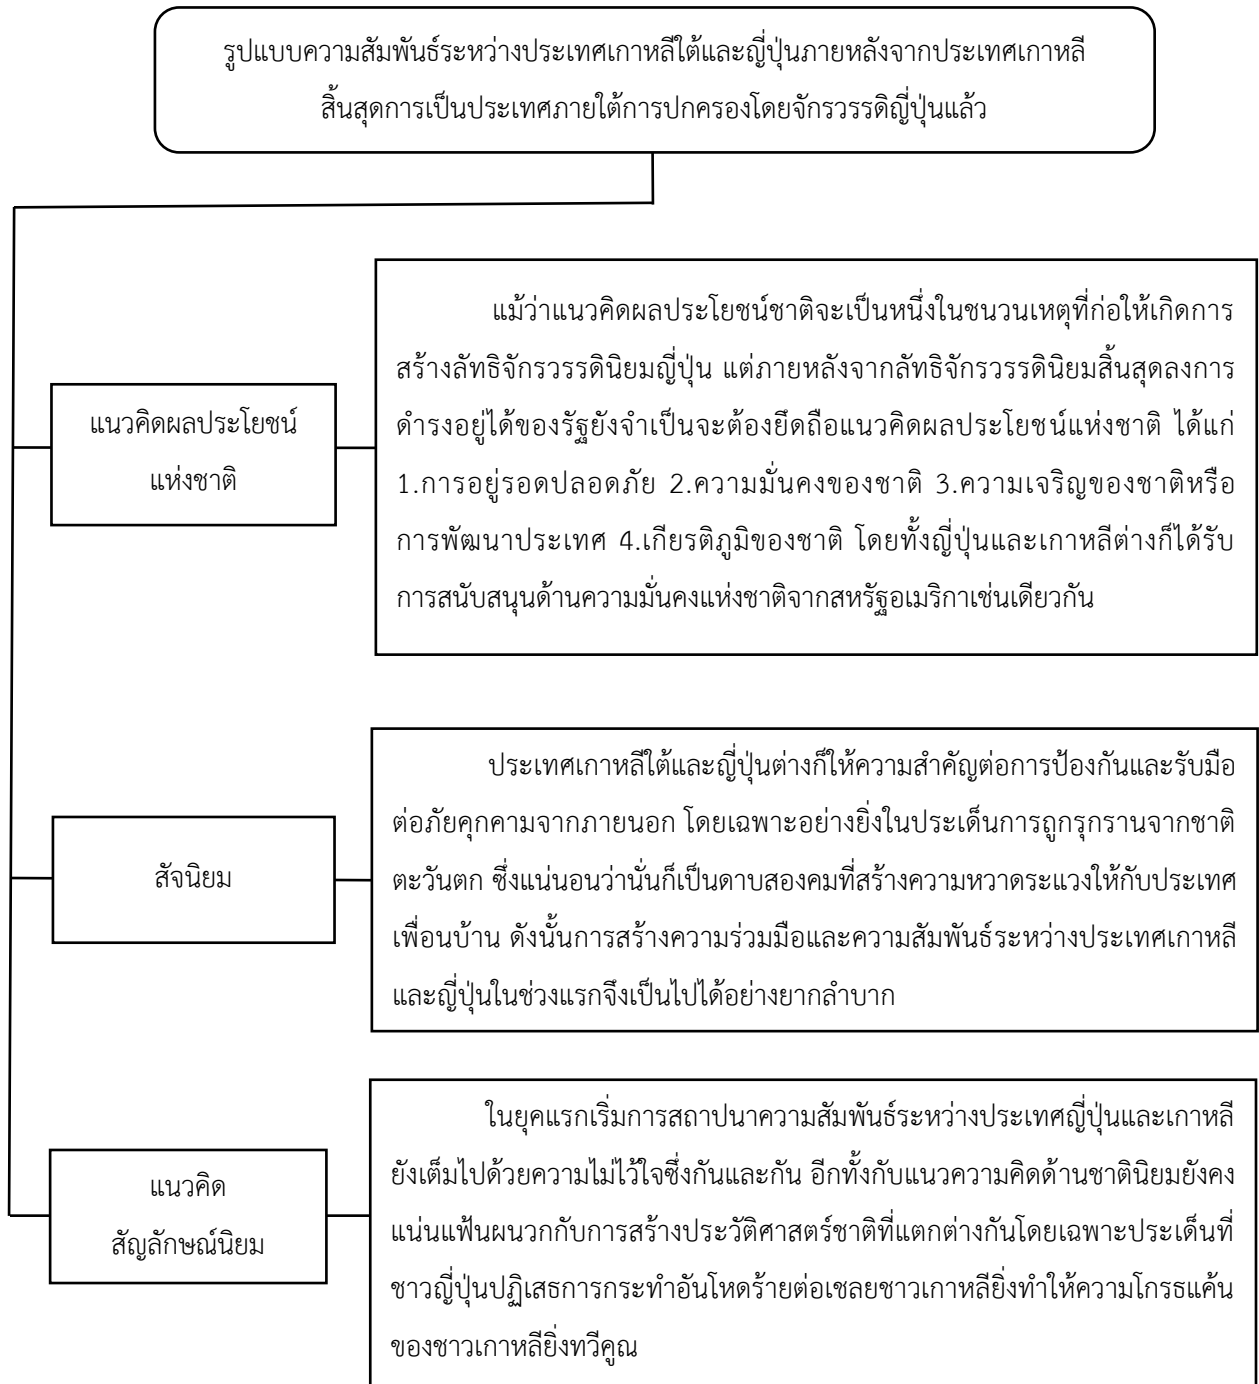 รูปแบบความสัมพันธ์ระหว่างประเทศเกาหลีใต้และญี่ปุ่นภายหลังจากประเทศเกาหลี
สิ้นสุดการเป็นประเทศภายใต้การปกครองโดยจักรวรรดิญี่ปุ่นแล้ว
แนวคิดผลประโยชน์
แห่งชาติ
แม้ว่าแนวคิดผลประโยชน์ชาติจะเป็นหนึ่งในชนวนเหตุที่ก่อให้เกิดการ
สร้างลัทธิจักรวรรดินิยมญี่ปุ่น แต่ภายหลังจากลัทธิจักรวรรดินิยมสิ้นสุดลงการ
ดำรงอยู่ได้ของรัฐยังจำเป็นจะต้องยึดถือแนวคิดผลประโยชน์แห่งชาติ ได้แก่
1.การอยู่รอดปลอดภัย 2.ความมั่นคงของชาติ 3.ความเจริญของชาติหรือ
การพัฒนาประเทศ 4.เกียรติภูมิของชาติ โดยทั้งญี่ปุ่นและเกาหลีต่างก็ได้รับ
การสนับสนุนด้านความมั่นคงแห่งชาติจากสหรัฐอเมริกาเช่นเดียวกัน
สัจนิยม
ประเทศเกาหลีใต้และญี่ปุ่นต่างก็ให้ความสำคัญต่อการป้องกันและรับมือ
ต่อภัยคุกคามจากภายนอก โดยเฉพาะอย่างยิ่งในประเด็นการถูกรุกรานจากชาติ
ตะวันตก ซึ่งแน่นอนว่านั่นก็เป็นดาบสองคมที่สร้างความหวาดระแวงให้กับประเทศ
เพื่อนบ้าน ดังนั้นการสร้างความร่วมมือและความสัมพันธ์ระหว่างประเทศเกาหลี
และญี่ปุ่นในช่วงแรกจึงเป็นไปได้อย่างยากลำบาก
แนวคิด
สัญลักษณ์นิยม
ในยุคแรกเริ่มการสถาปนาความสัมพันธ์ระหว่างประเทศญี่ปุ่นและเกาหลี
ยังเต็มไปด้วยความไม่ไว้ใจซึ่งกันและกัน อีกทั้งกับแนวความคิดด้านชาตินิยมยังคง
แน่นแฟ้นผนวกกับการสร้างประวัติศาสตร์ชาติที่แตกต่างกันโดยเฉพาะประเด็นที่
ชาวญี่ปุ่นปฏิเสธการกระทำอันโหดร้ายต่อเชลยชาวเกาหลียิ่งทำให้ความโกรธแค้น
ของชาวเกาหลียิ่งทวีคูณ